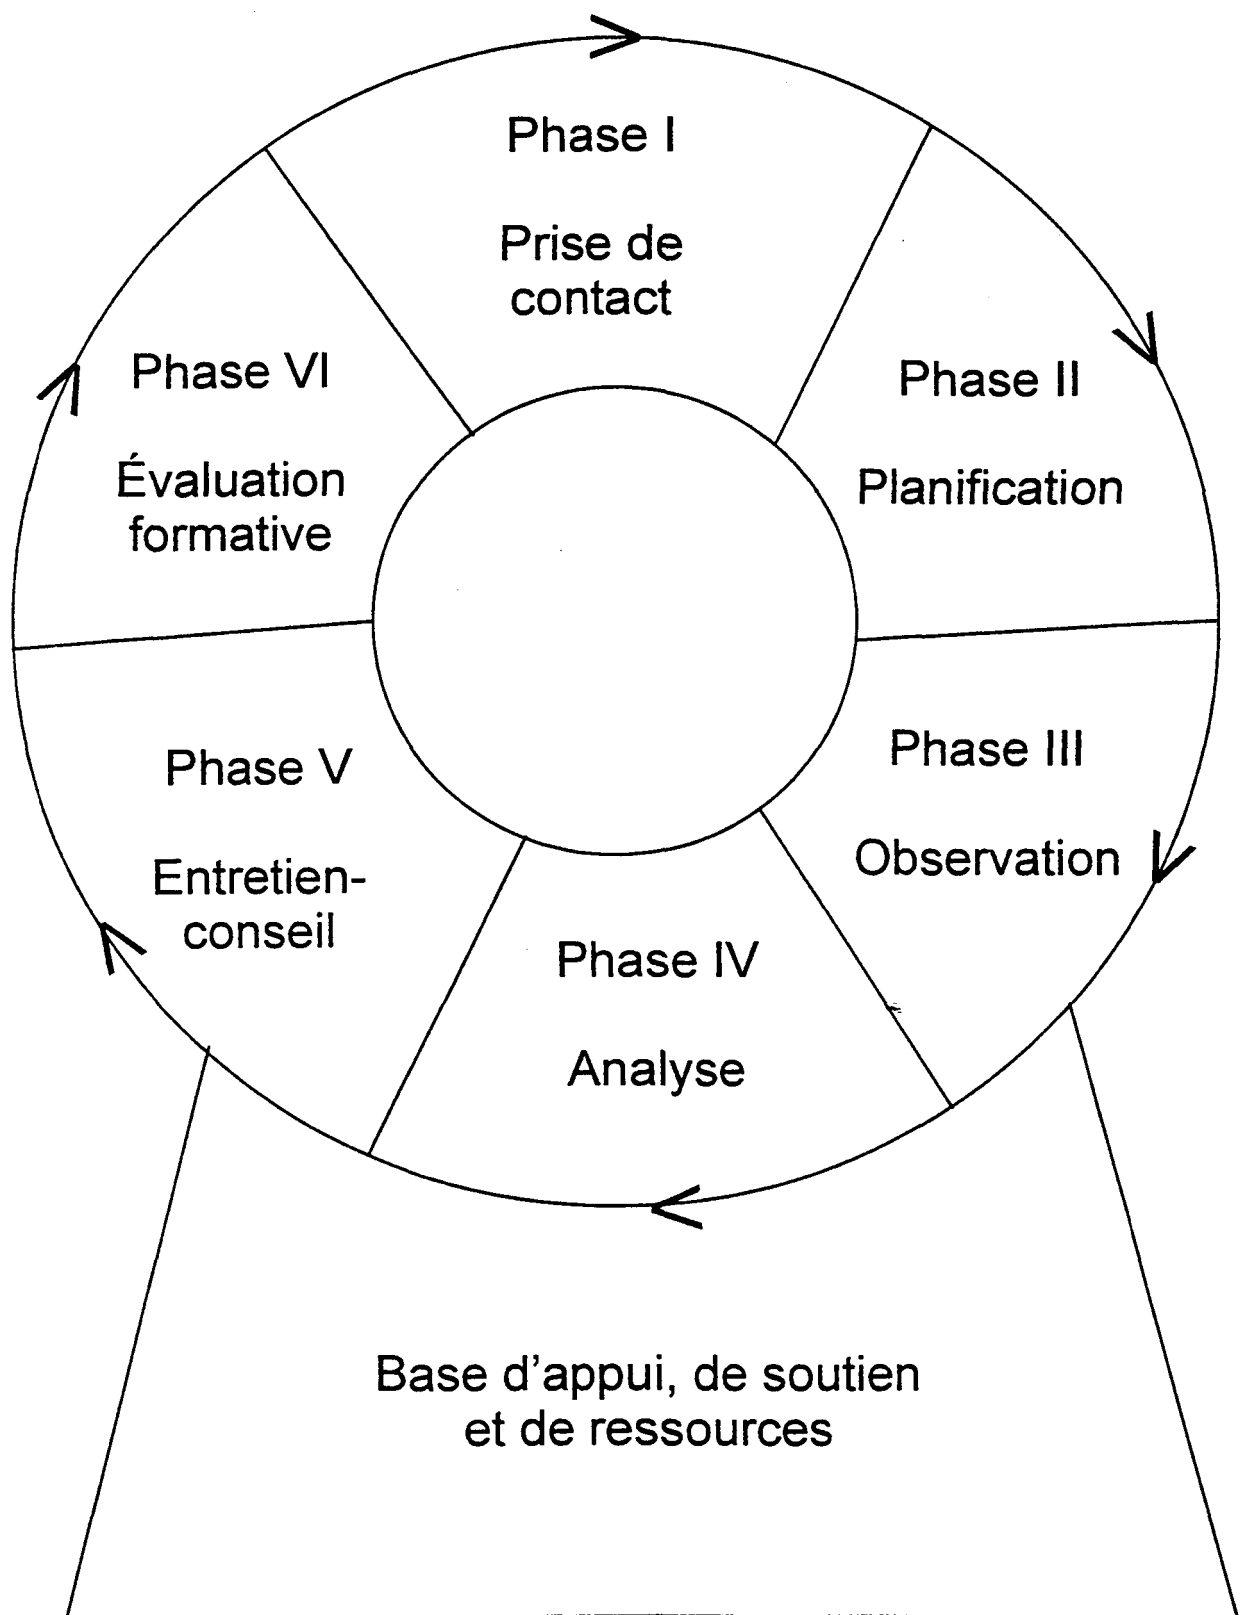 Phase I
Prise de
contact
Phase II
Planification
Phase III
Observation
Phase IV
Analyse
Phase V
Entretien-
conseil
Phase VI
Évaluation
formative
Base d'appui, de soutien
et de ressources